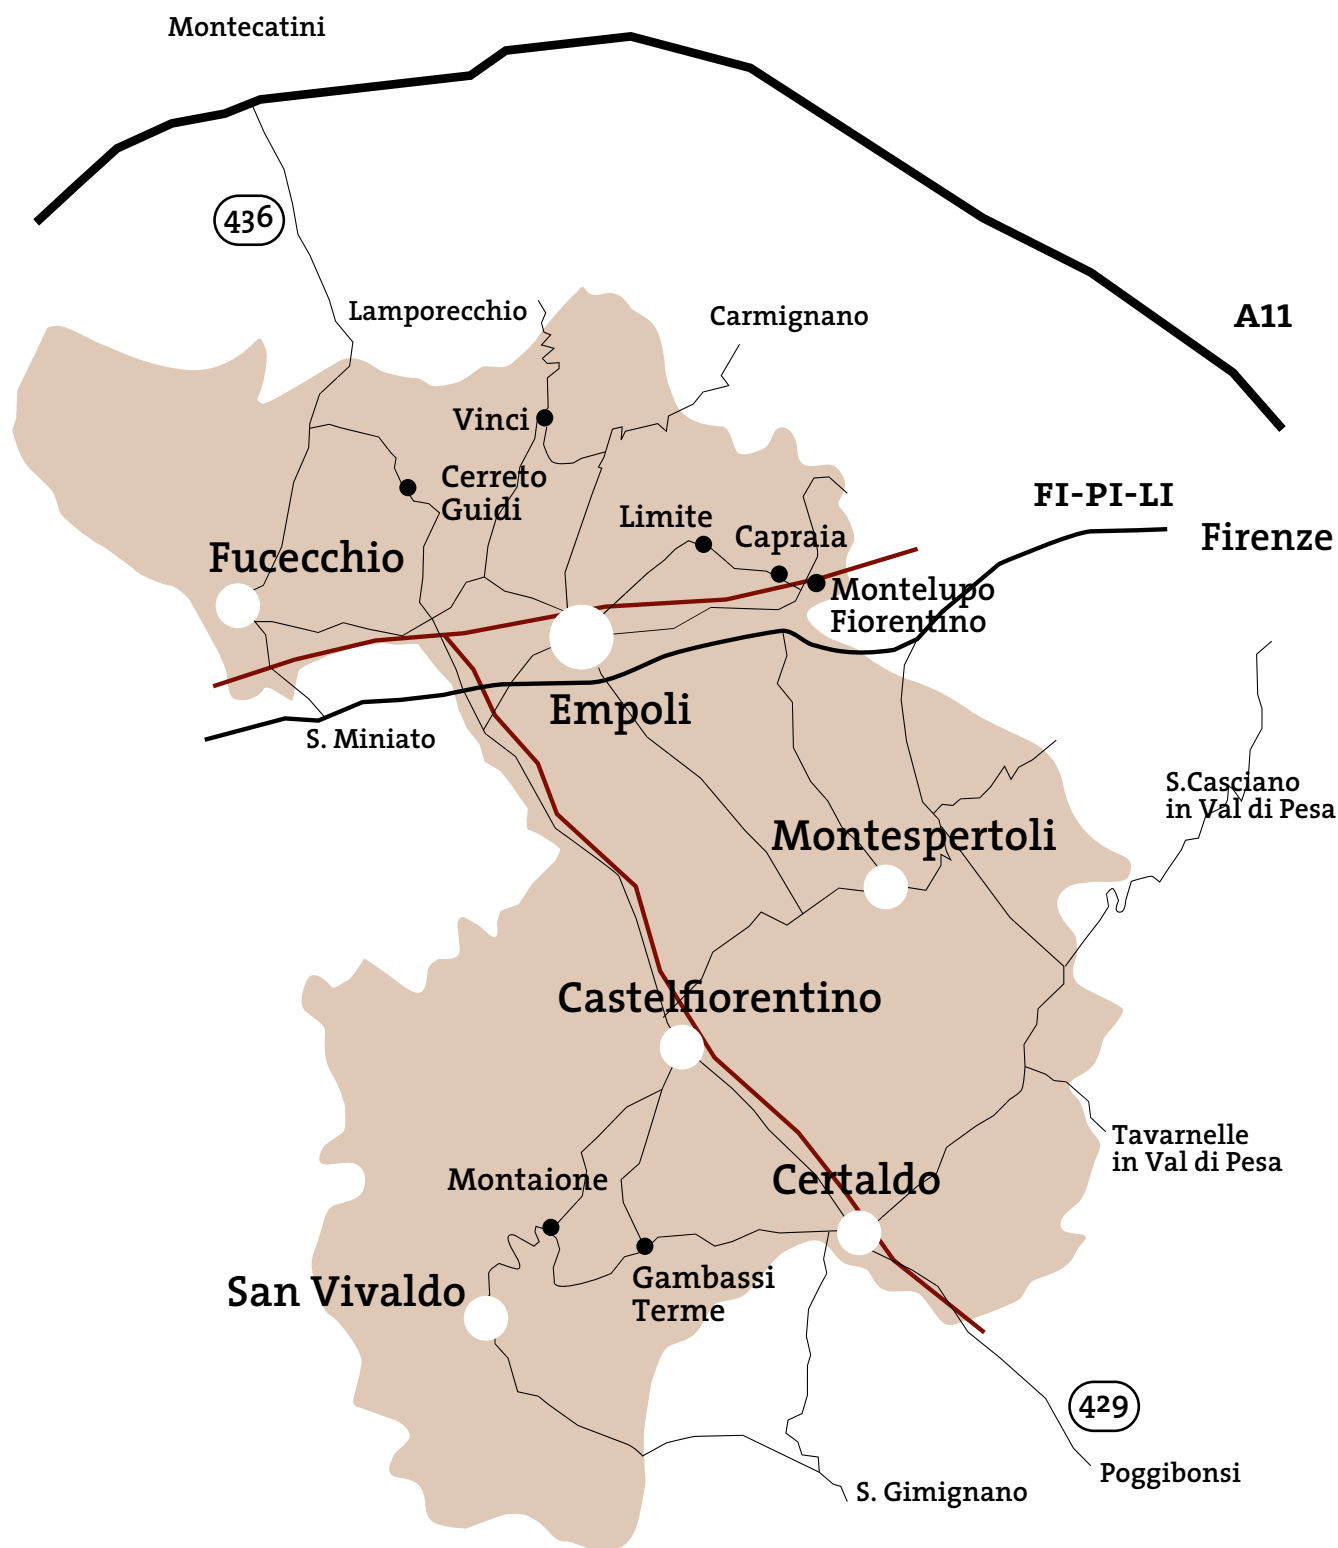 Montecatini
436
Lamporecchio
Carmignano
A11
Vinci
Cerreto
Guidi
FI-PI-LI
Limite
Capraia
Firenze
Fucecchio
Montelupo
Fiorentino
Empoli
S. Miniato
S.Casciano
in Val di Pesa
Montespertoli
Castelfiorentino
Tavarnelle
in Val di Pesa
Montaione
Certaldo
Gambassi
Terme
San Vivaldo
429
Poggibonsi
S. Gimignano